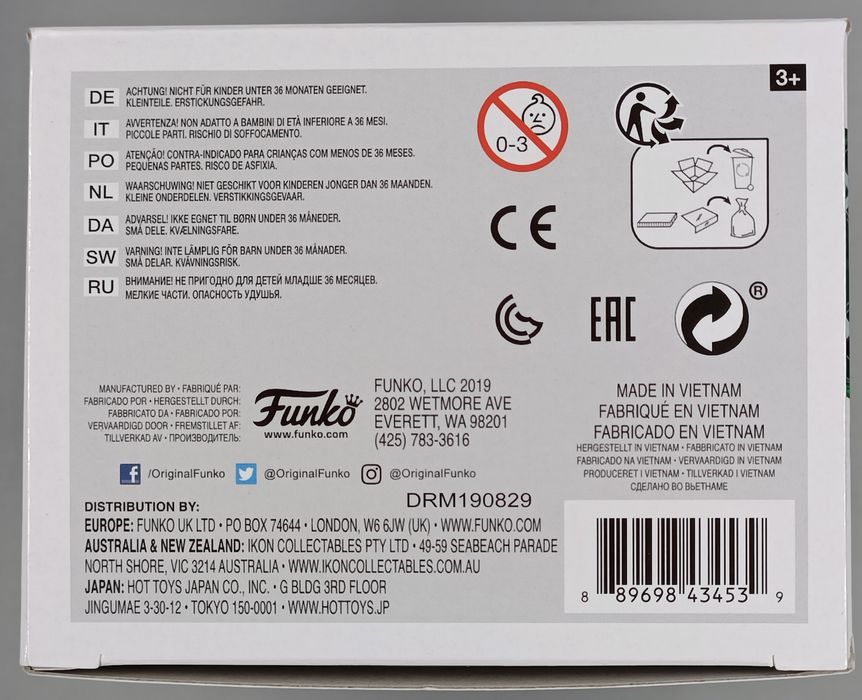 3+
DE ACHTUNG! NICHT FÜR KINDER UNTER 36 MONATEN GEEIGNET.
KLEINTEILE. ERSTICKUNGSGEFAHR.
IT AVVERTENZA! NON ADATTO A BAMBINI DI ETÀ INFERIORE A 36 MESI.
PICCOLE PARTI. RISCHIO DI SOFFOCAMENTO.
PO ATENÇÃO! CONTRA-INDICADO PARA CRIANÇAS COM MENOS DE 36 MESES.
PEQUENAS PARTES. RISCO DE ASFIXIA.
NL WAARSCHUWING! NIET GESCHIKT VOOR KINDEREN JONGER DAN 36 MAANDEN.
KLEINE ONDERDELEN. VERSTIKKINGSGEVAAR.
DA ADVARSEL! IKKE EGNET TIL BØRN UNDER 36 MÅNEDER.
SMÅ DELE. KVÆLNINGSFARE.
SW VARNING! INTE LÄMPLIG FÖR BARN UNDER 36 MÅNADER.
SMÅ DELAR. KVÄVNINGSRISK.
RU ВНИМАНИЕ! НЕ ПРИГОДНО ДЛЯ ДЕТЕЙ МЛАДШЕ 36 МЕСЯЦЕВ.
МЕЛКИЕ ЧАСТИ. ОПАСНОСТЬ УДУШЬЯ.
0-3
CE
EAC
®
MANUFACTURED BY • FABRIQUÉ PAR:
FABRICADO POR • HERGESTELLT DURCH:
FABBRICATO DA • FABRICADO POR:
VERVAARDIGD DOOR • FREMSTILLET AF:
TILLVERKAD AV • ПРОИЗВОДИТЕЛЬ:
Funko
www.funko.com
FUNKO, LLC 2019
2802 WETMORE AVE
EVERETT, WA 98201
(425) 783-3616
MADE IN VIETNAM
FABRIQUÉ EN VIETNAM
FABRICADO EN VIETNAM
HERGESTELLT IN VIETNAM • FABBRICATO IN VIETNAM
FABRICADO NA VIETNAM • VERVAARDIGD IN VIETNAM
PRODUCERET I VIETNAM • TILLVERKAD I VIETNAM
СДЕЛАНО ВО ВЬЕТНАМЕ
f /OriginalFunko @OriginalFunko @OriginalFunko
DRM190829
DISTRIBUTION BY:
EUROPE: FUNKO UK LTD • PO BOX 74644 • LONDON, W6 6JW (UK) • WWW.FUNKO.COM
AUSTRALIA & NEW ZEALAND: IKON COLLECTABLES PTY LTD • 49-59 SEABEACH PARADE
NORTH SHORE, VIC 3214 AUSTRALIA • WWW.IKONCOLLECTABLES.COM.AU
JAPAN: HOT TOYS JAPAN CO., INC. • G BLDG 3RD FLOOR
JINGUMAE 3-30-12 • TOKYO 150-0001 • WWW.HOTTOYS.JP
8 89698 43453 9